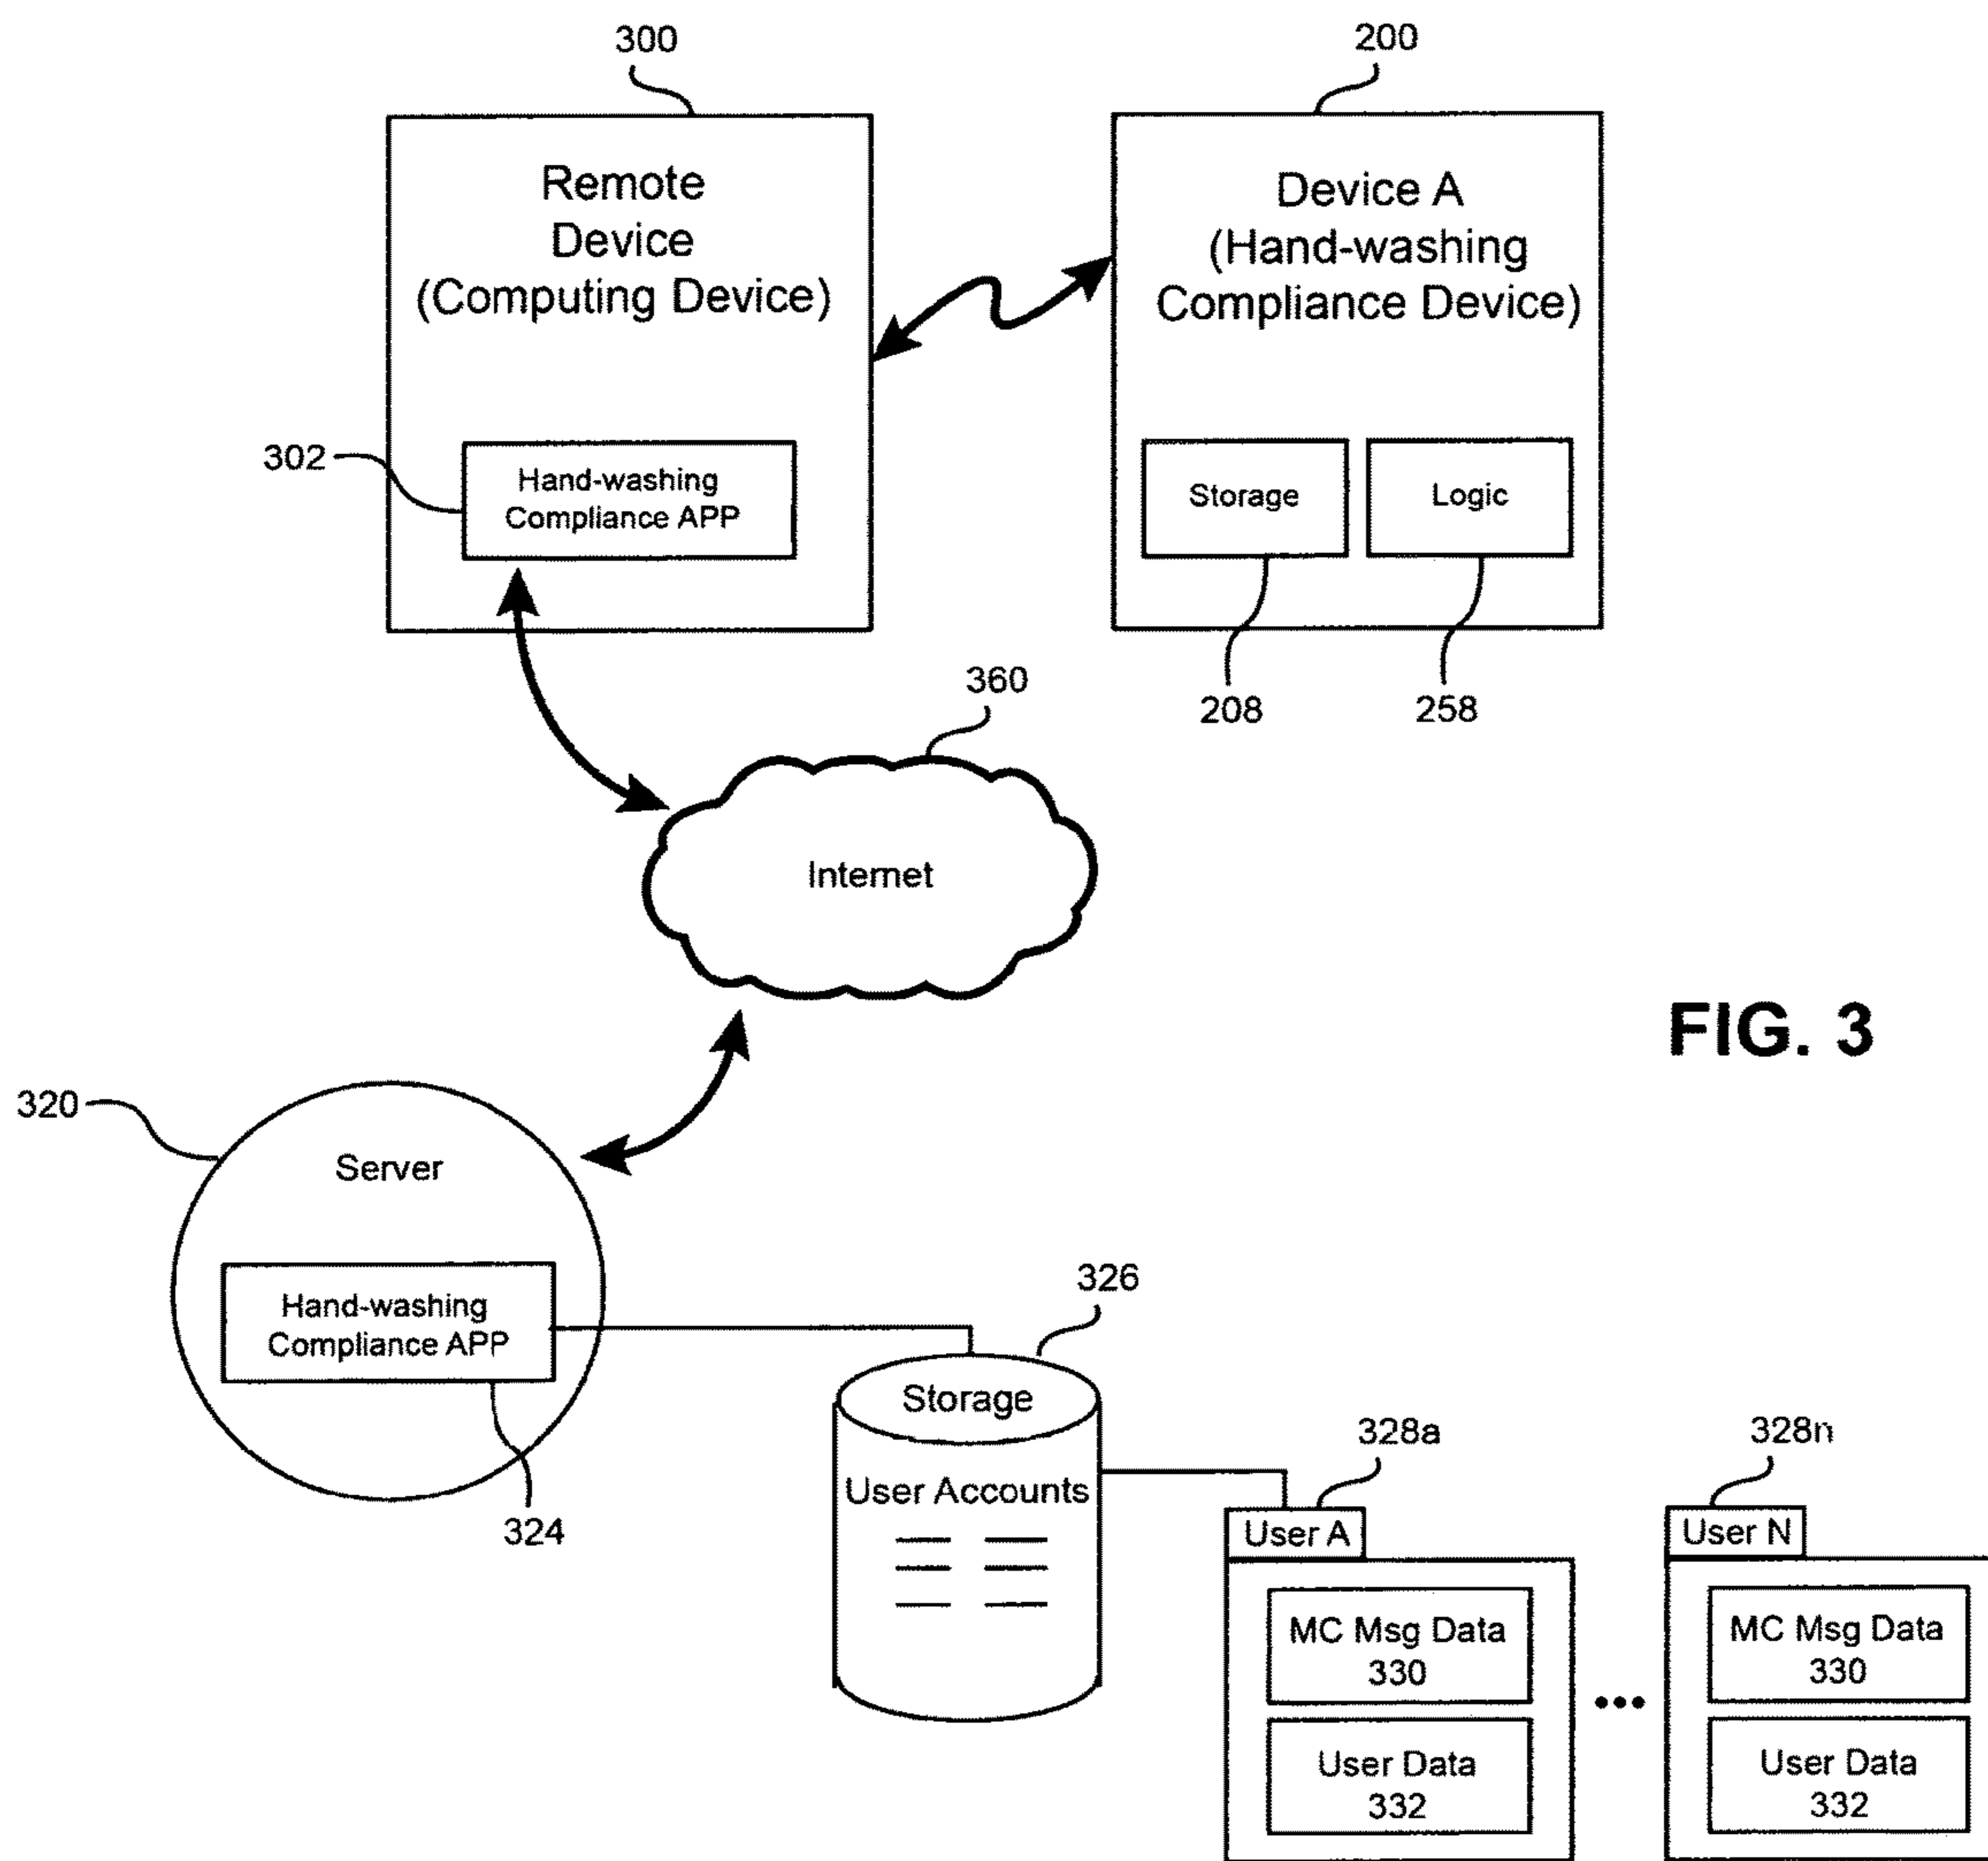 300
200
Remote
Device
(Computing Device)
Device A
(Hand-washing
Compliance Device)
302
Hand-washing
Compliance APP
Storage
Logic
208
258
360
Internet
FIG. 3
320
Server
Hand-washing
Compliance APP
324
326
Storage
User Accounts
328a
328n
User A
User N
MC Msg Data
330
User Data
332
MC Msg Data
330
User Data
332